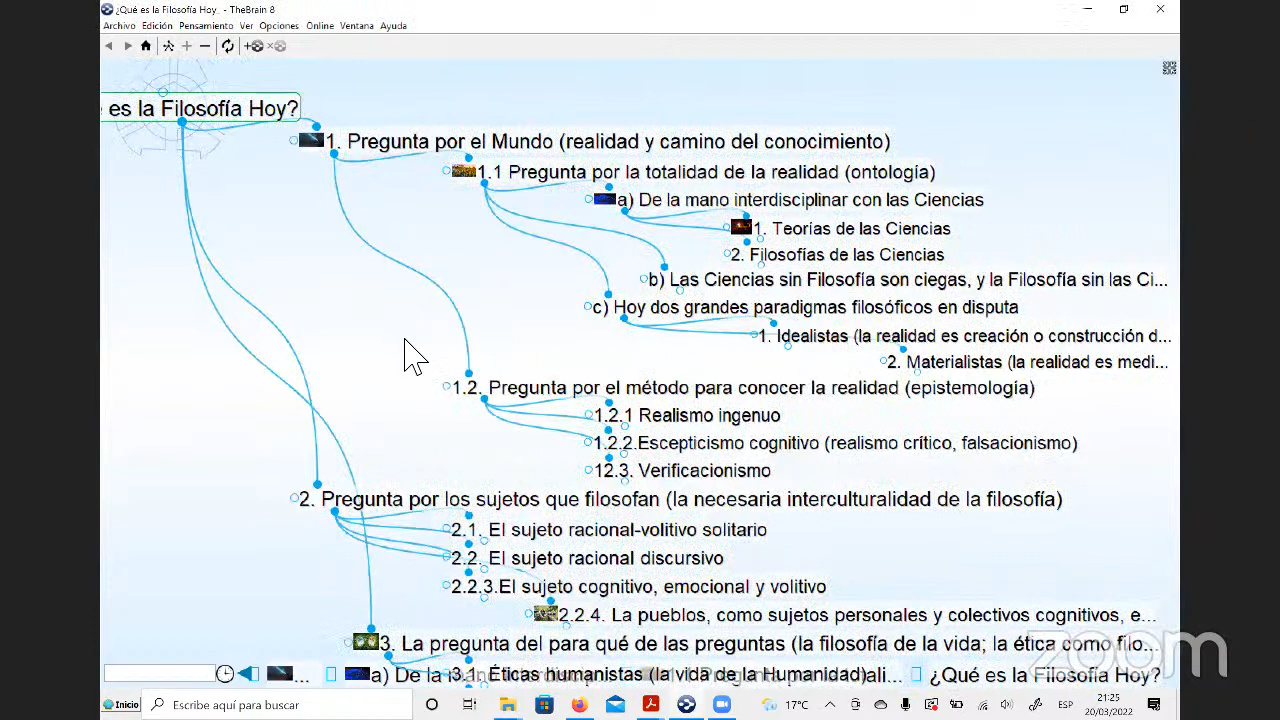 ¿Qué es la Filosofía Hoy_ - TheBrain 8
Archivo Edición Pensamiento Ver Opciones Online Ventana Ayuda
es la Filosofía Hoy?
1. Pregunta por el Mundo (realidad y camino del conocimiento)
1.1 Pregunta por la totalidad de la realidad (ontología)
a) De la mano interdisciplinar con las Ciencias
1. Teorías de las Ciencias
2. Filosofías de las Ciencias
b) Las Ciencias sin Filosofía son ciegas, y la Filosofía sin las Ci...
c) Hoy dos grandes paradigmas filosóficos en disputa
1. Idealistas (la realidad es creación o construcción d...
2. Materialistas (la realidad es medi...
1.2. Pregunta por el método para conocer la realidad (epistemología)
1.2.1 Realismo ingenuo
1.2.2.Escepticismo cognitivo (realismo crítico, falsacionismo)
12.3. Verificacionismo
2. Pregunta por los sujetos que filosofan (la necesaria interculturalidad de la filosofía)
2.1. El sujeto racional-volitivo solitario
2.2. El sujeto racional discursivo
2.2.3.El sujeto cognitivo, emocional y volitivo
2.2.4. La pueblos, como sujetos personales y colectivos cognitivos, e...
3. La pregunta del para qué de las preguntas (la filosofía de la vida; la ética como filo...
zoom
... a) De la
3.1. Éticas Humanistas (la vida de la Humanidad)
ali... ¿Qué es la Filosofía Hoy?
Inicio Escribe aquí para buscar 17° ESP 21:25
20/03/2022